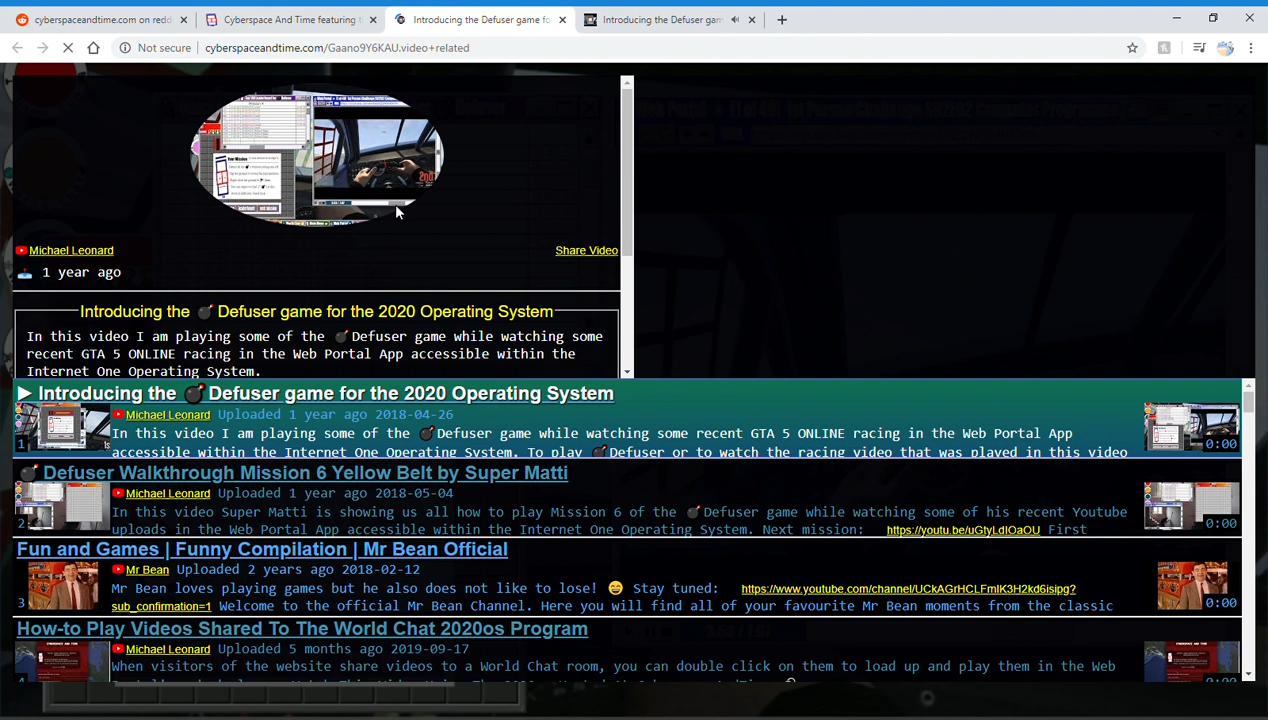 cyberspaceandtime.com on redd
Cyberspace And Time featuring t
Introducing the Defuser game fo
Introducing the Defuser gam
Not secure
cyberspaceandtime.com/Gaano9Y6KAU.video+related
Michael Leonard
Share Video
1 year ago
Introducing the 💣 Defuser game for the 2020 Operating System
In this video I am playing some of the 💣Defuser game while watching some
recent GTA 5 ONLINE racing in the Web Portal App accessible within the
Internet One Operating System.
▶ Introducing the 💣 Defuser game for the 2020 Operating System
Michael Leonard Uploaded 1 year ago 2018-04-26
In this video I am playing some of the 💣Defuser game while watching some recent GTA 5 ONLINE racing in the Web Portal App
1
0:00
accessible within the Internet One Operating System. To play 💣Defuser or to watch the racing video that was played in this video
💣 Defuser Walkthrough Mission 6 Yellow Belt by Super Matti
Michael Leonard Uploaded 1 year ago 2018-05-04
In this video Super Matti is showing us all how to play Mission 6 of the 💣Defuser game while watching some of his recent Youtube
2
0:00
uploads in the Web Portal App accessible within the Internet One Operating System. Next mission: https://youtu.be/uGtyLdIOaOU First
Fun and Games | Funny Compilation | Mr Bean Official
Mr Bean Uploaded 2 years ago 2018-02-12
Mr Bean loves playing games but he also does not like to lose! 😄 Stay tuned: https://www.youtube.com/channel/UCkAGrHCLFmlK3H2kd6isipg?
3
0:00
sub_confirmation=1 Welcome to the official Mr Bean Channel. Here you will find all of your favourite Mr Bean moments from the classic
How-to Play Videos Shared To The World Chat 2020os Program
Michael Leonard Uploaded 5 months ago 2019-09-17
When visitors of the website share videos to a World Chat room, you can double click on them to load up and play them in the Web